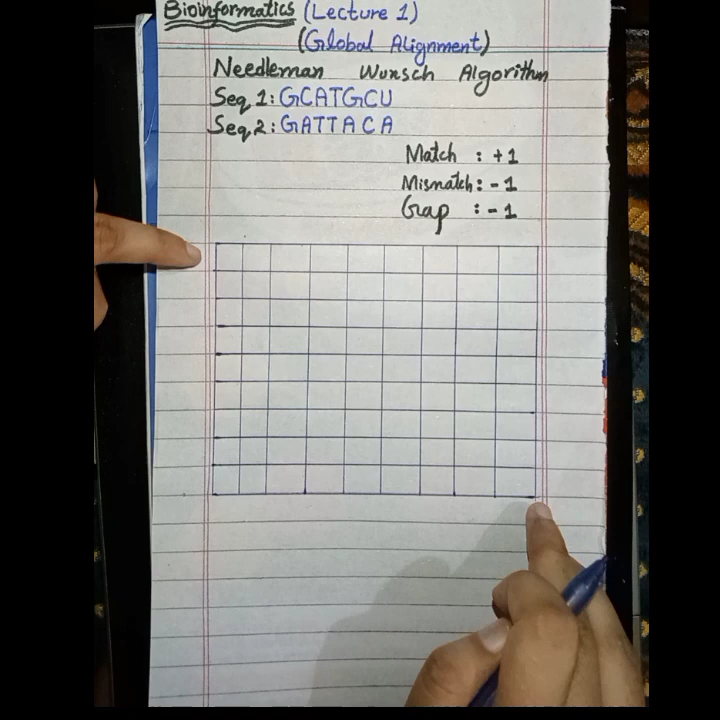 Bioinformatics (Lecture 1)
(Global Alignment)
Needleman Wunsch Algorithm
Seq 1: GCATGCU
Seq 2: GATTACA
Match : +1
Mismatch : -1
Gap : -1